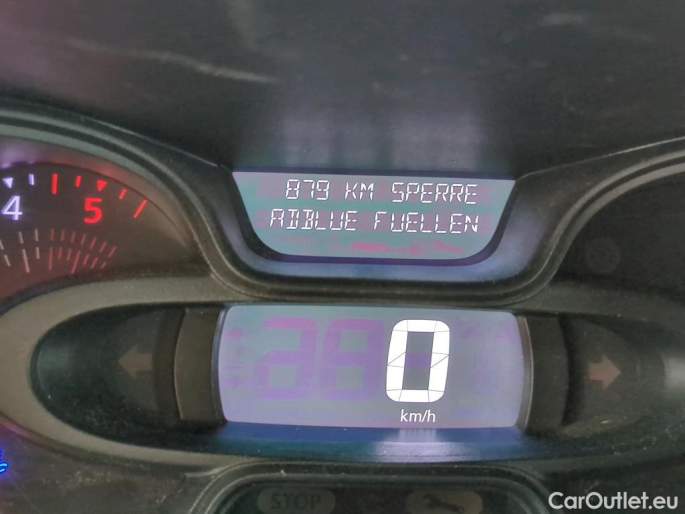 879 KM SPERRE
ADBLUE FUELLEN
4
5
0
km/h
STOP
CarOutlet.eu